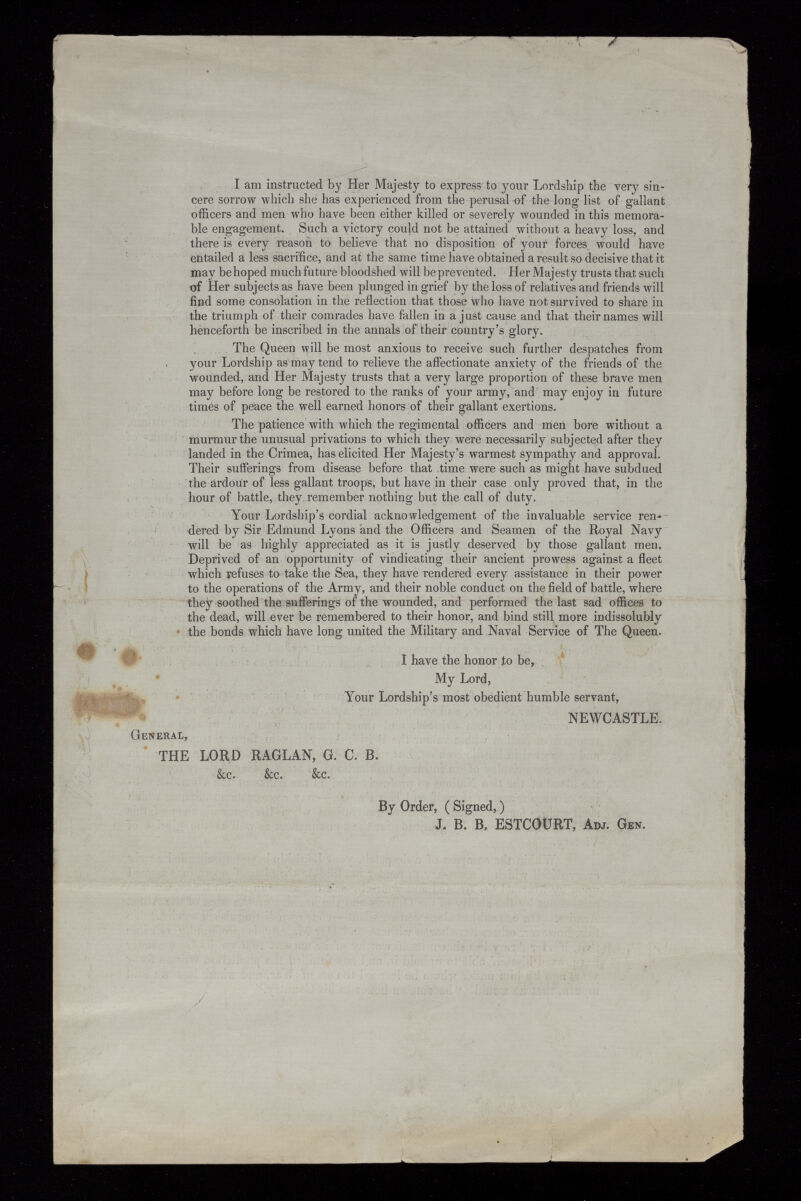 I am instructed by Her Majesty to express to your Lordship the very sin-
cere sorrow which she has experienced from the perusal of the long list of gallant
officers and men who have been either killed or severely wounded in this memora-
ble engagement. Such a victory could not be attained without a heavy loss, and
there is every reason to believe that no disposition of your forces would have
entailed a less sacrifice, and at the same time have obtained a result so decisive that it
may be hoped much future bloodshed will be prevented. Her Majesty trusts that such
of Her subjects as have been plunged in grief by the loss of relatives and friends will
find some consolation in the reflection that those who have not survived to share in
the triumph of their comrades have fallen in a just cause and that their names will
henceforth be inscribed in the annals of their country's glory.
The Queen will be most anxious to receive such further despatches from
your Lordship as may tend to relieve the affectionate anxiety of the friends of the
wounded, and Her Majesty trusts that a very large proportion of these brave men
may before long be restored to the ranks of your army, and may enjoy in future
times of peace the well earned honors of their gallant exertions.
The patience with which the regimental officers and men bore without a
murmur the unusual privations to which they were necessarily subjected after they
landed in the Crimea, has elicited Her Majesty's warmest sympathy and approval.
Their sufferings from disease before that time were such as might have subdued
the ardour of less gallant troops, but have in their case only proved that, in the
hour of battle, they remember nothing but the call of duty.
Your Lordship's cordial acknowledgement of the invaluable service ren-
dered by Sir Edmund Lyons and the Officers and Seamen of the Royal Navy
will be as highly appreciated as it is justly deserved by those gallant men.
Deprived of an opportunity of vindicating their ancient prowess against a fleet
which refuses to take the Sea, they have rendered every assistance in their power
to the operations of the Army, and their noble conduct on the field of battle, where
they soothed the sufferings of the wounded, and performed the last sad offices to
the dead, will ever be remembered to their honor, and bind still more indissolubly
the bonds which have long united the Military and Naval Service of The Queen.
I have the honor to be,
My Lord,
Your Lordship's most obedient humble servant,
NEWCASTLE.
GENERAL,
THE LORD RAGLAN, G. C. B.
&c. &c. &c.
By Order, ( Signed, )
J. B. B. ESTCOURT, ADJ. GEN.